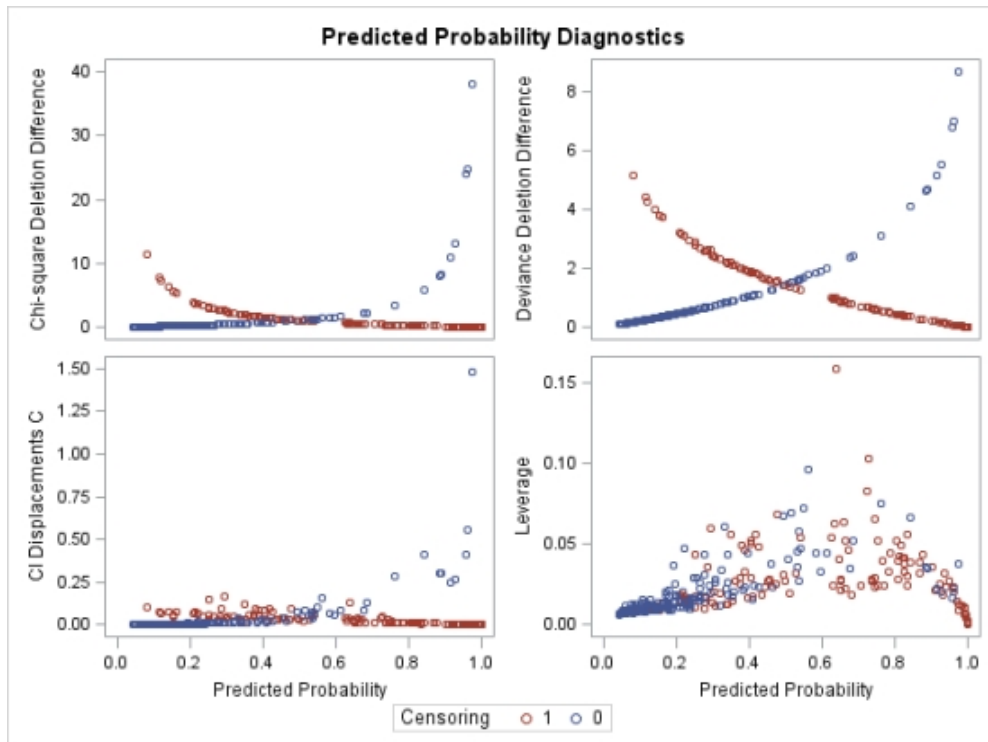 Predicted Probability Diagnostics
Chi-square Deletion Difference
40
30
20
10
0
Deviance Deletion Difference
8
6
4
2
0
CI Displacements C
1.50
1.25
1.00
0.75
0.50
0.25
0.00
0.0 0.2 0.4 0.6 0.8 1.0
Predicted Probability
Leverage
0.15
0.10
0.05
0.00
0.0 0.2 0.4 0.6 0.8 1.0
Predicted Probability
Censoring 1 0